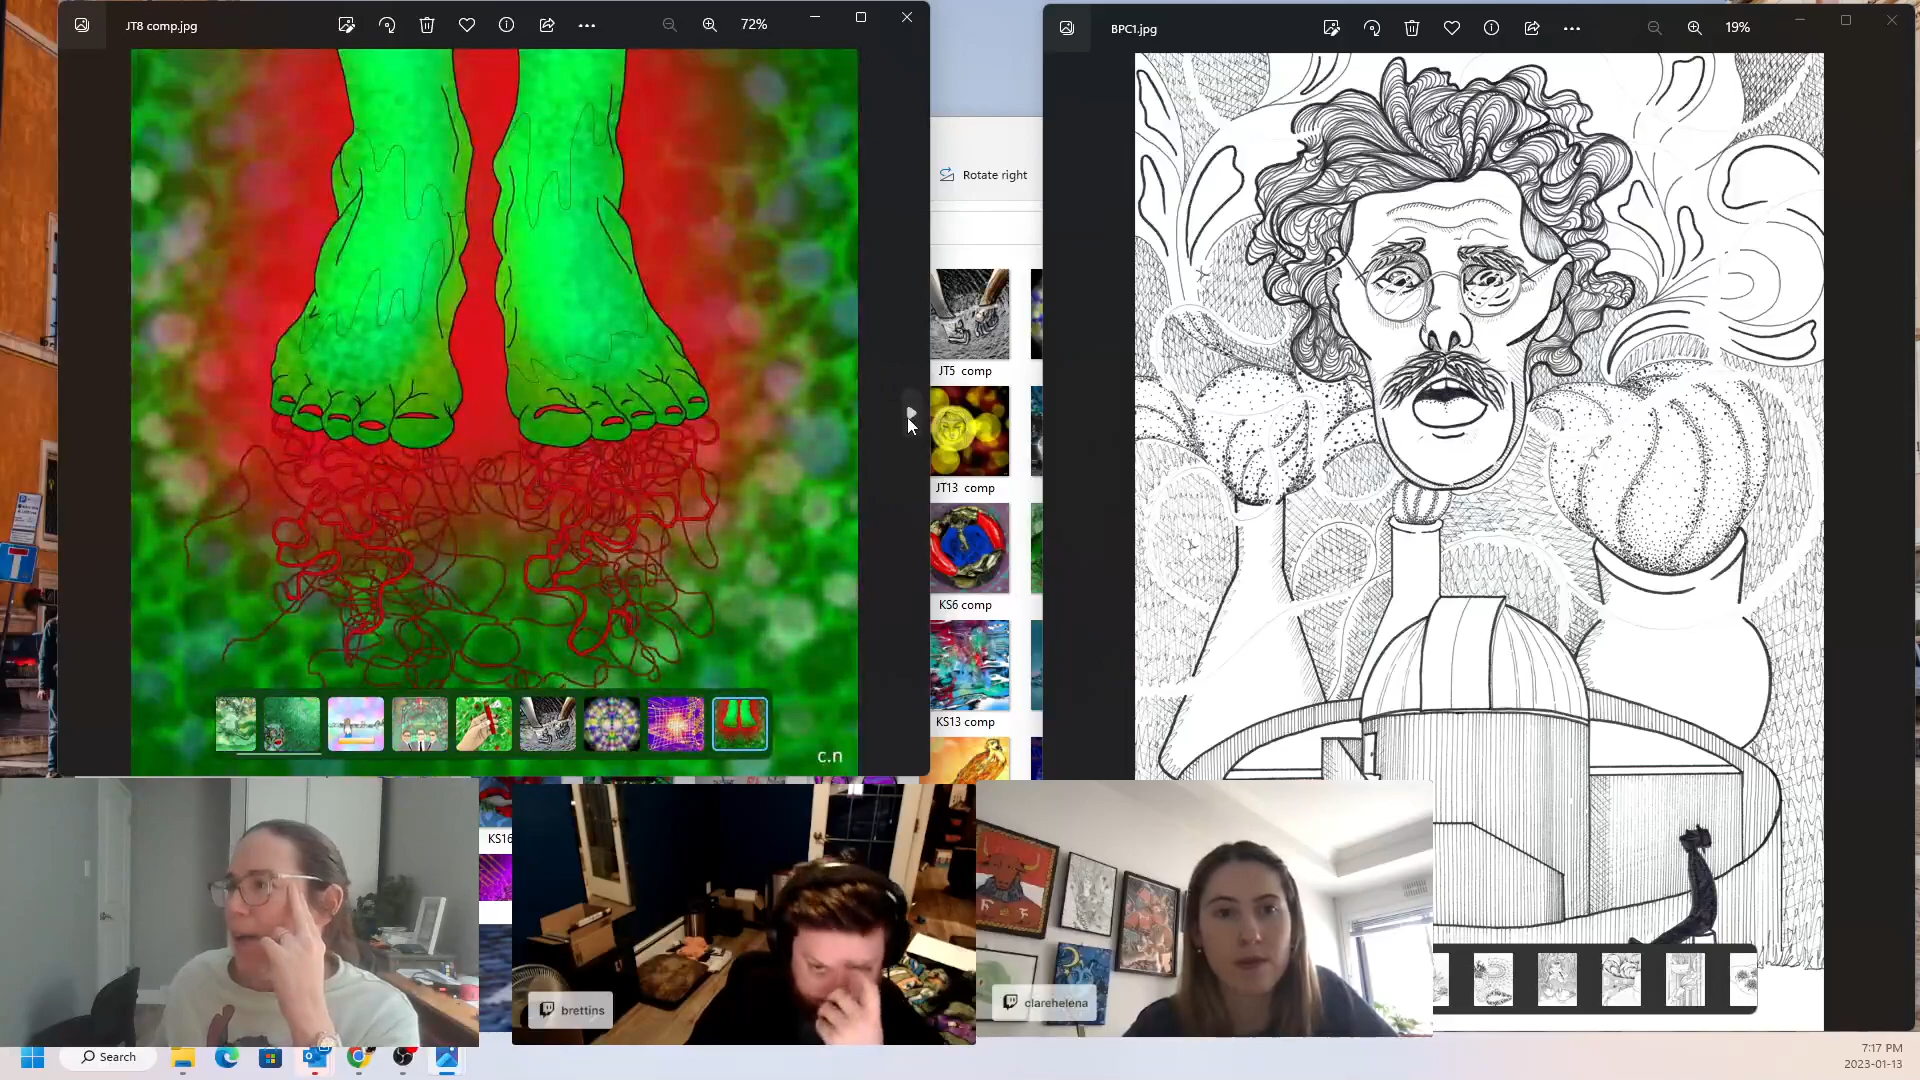 JT8 comp.jpg
72%
BPC1.jpg
19%
Rotate right
JT5 comp
JT13 comp
KS6 comp
KS13 comp
KS16
c.n
brettins
clarehelena
Search
7:17 PM
2023-01-13